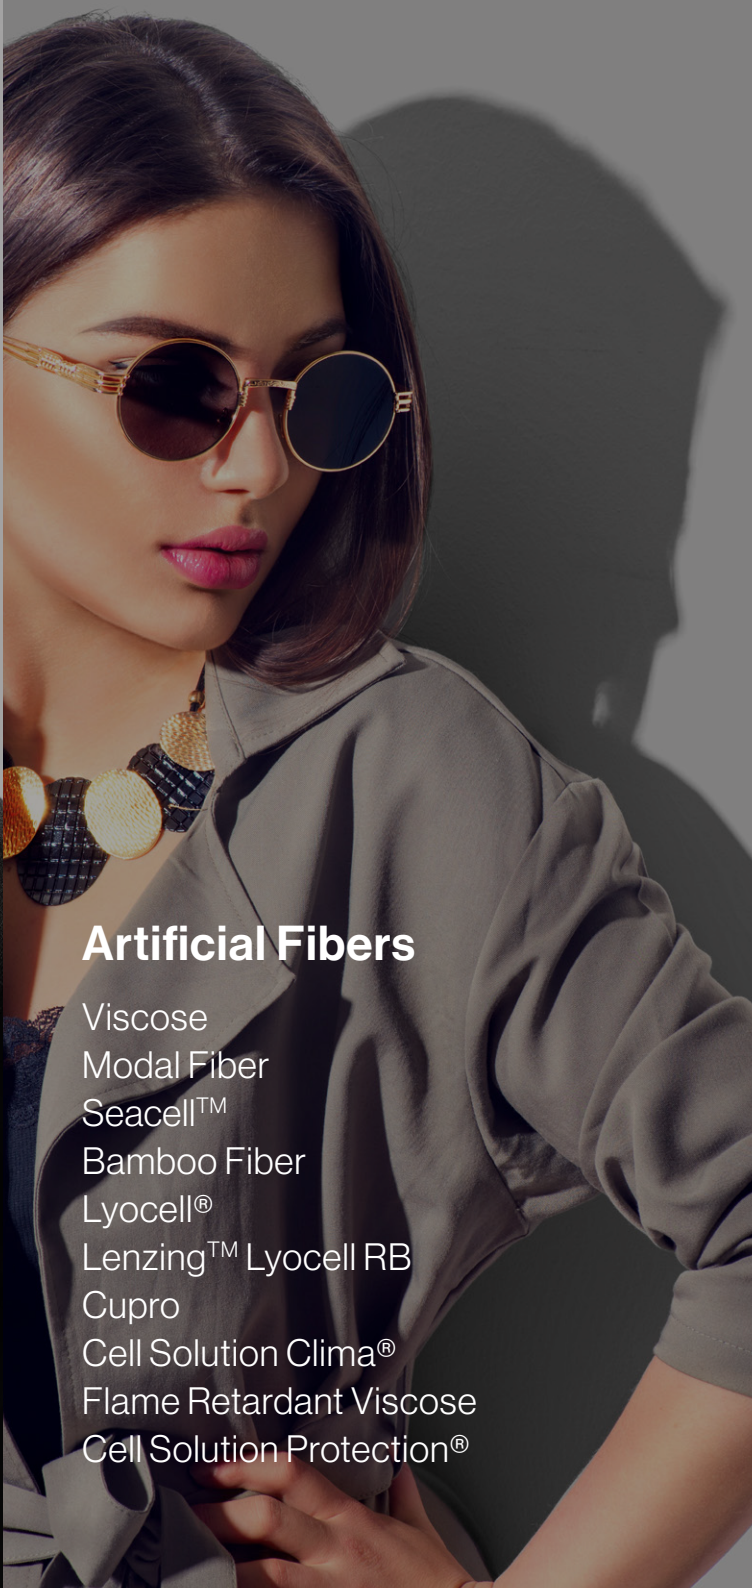 Artificial Fibers
Viscose
Modal Fiber
Seacell™
Bamboo Fiber
Lyocell®
Lenzing™ Lyocell RB
Cupro
Cell Solution Clima®
Flame Retardant Viscose
Cell Solution Protection®